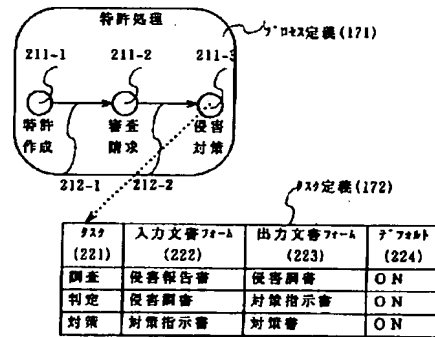 特許処理
プロセス定義(171)
211-1 211-2 211-3
特許 審査 侵害
作成 請求 対策
212-1 212-2
タスク定義(172)
タスク 入力文書フォーム 出力文書フォーム デフォルト
(221) (222) (223) (224)
調査 侵害報告書 侵害調書 ON
判定 侵害調書 対策指示書 ON
対策 対策指示書 対策書 ON